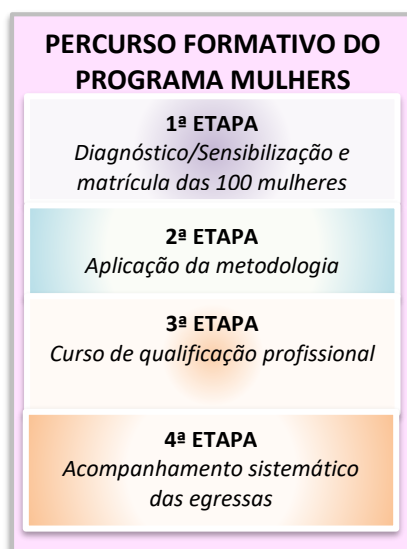 PERCURSO FORMATIVO DO
PROGRAMA MULHERS
1ª ETAPA
Diagnóstico/Sensibilização e
matrícula das 100 mulheres
2ª ETAPA
Aplicação da metodologia
3ª ETAPA
Curso de qualificação profissional
4ª ETAPA
Acompanhamento sistemático
das egressas